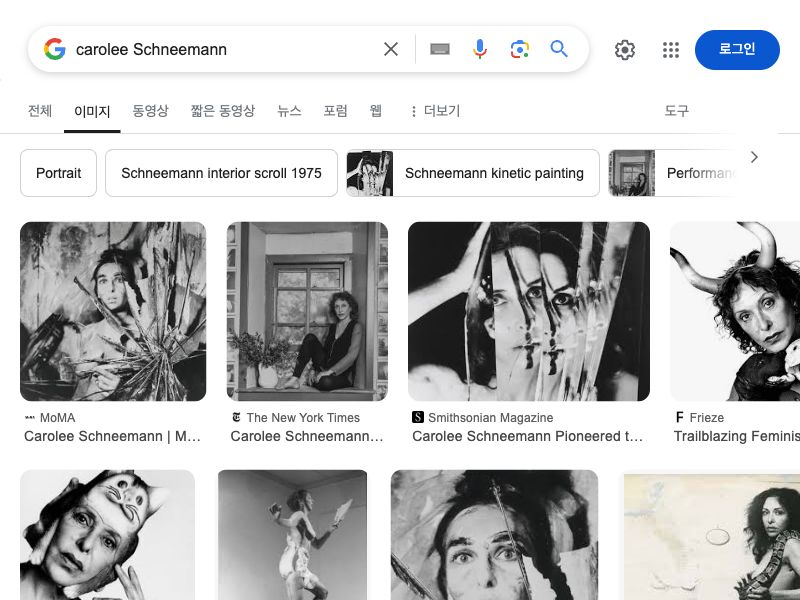 carolee Schneemann
로그인
전체 이미지 동영상 짧은 동영상 뉴스 포럼 웹 더보기 도구
Portrait Schneemann interior scroll 1975 Schneemann kinetic painting Performan
MoMA The New York Times Smithsonian Magazine Frieze
Carolee Schneemann | M... Carolee Schneemann... Carolee Schneemann Pioneered t... Trailblazing Feminis